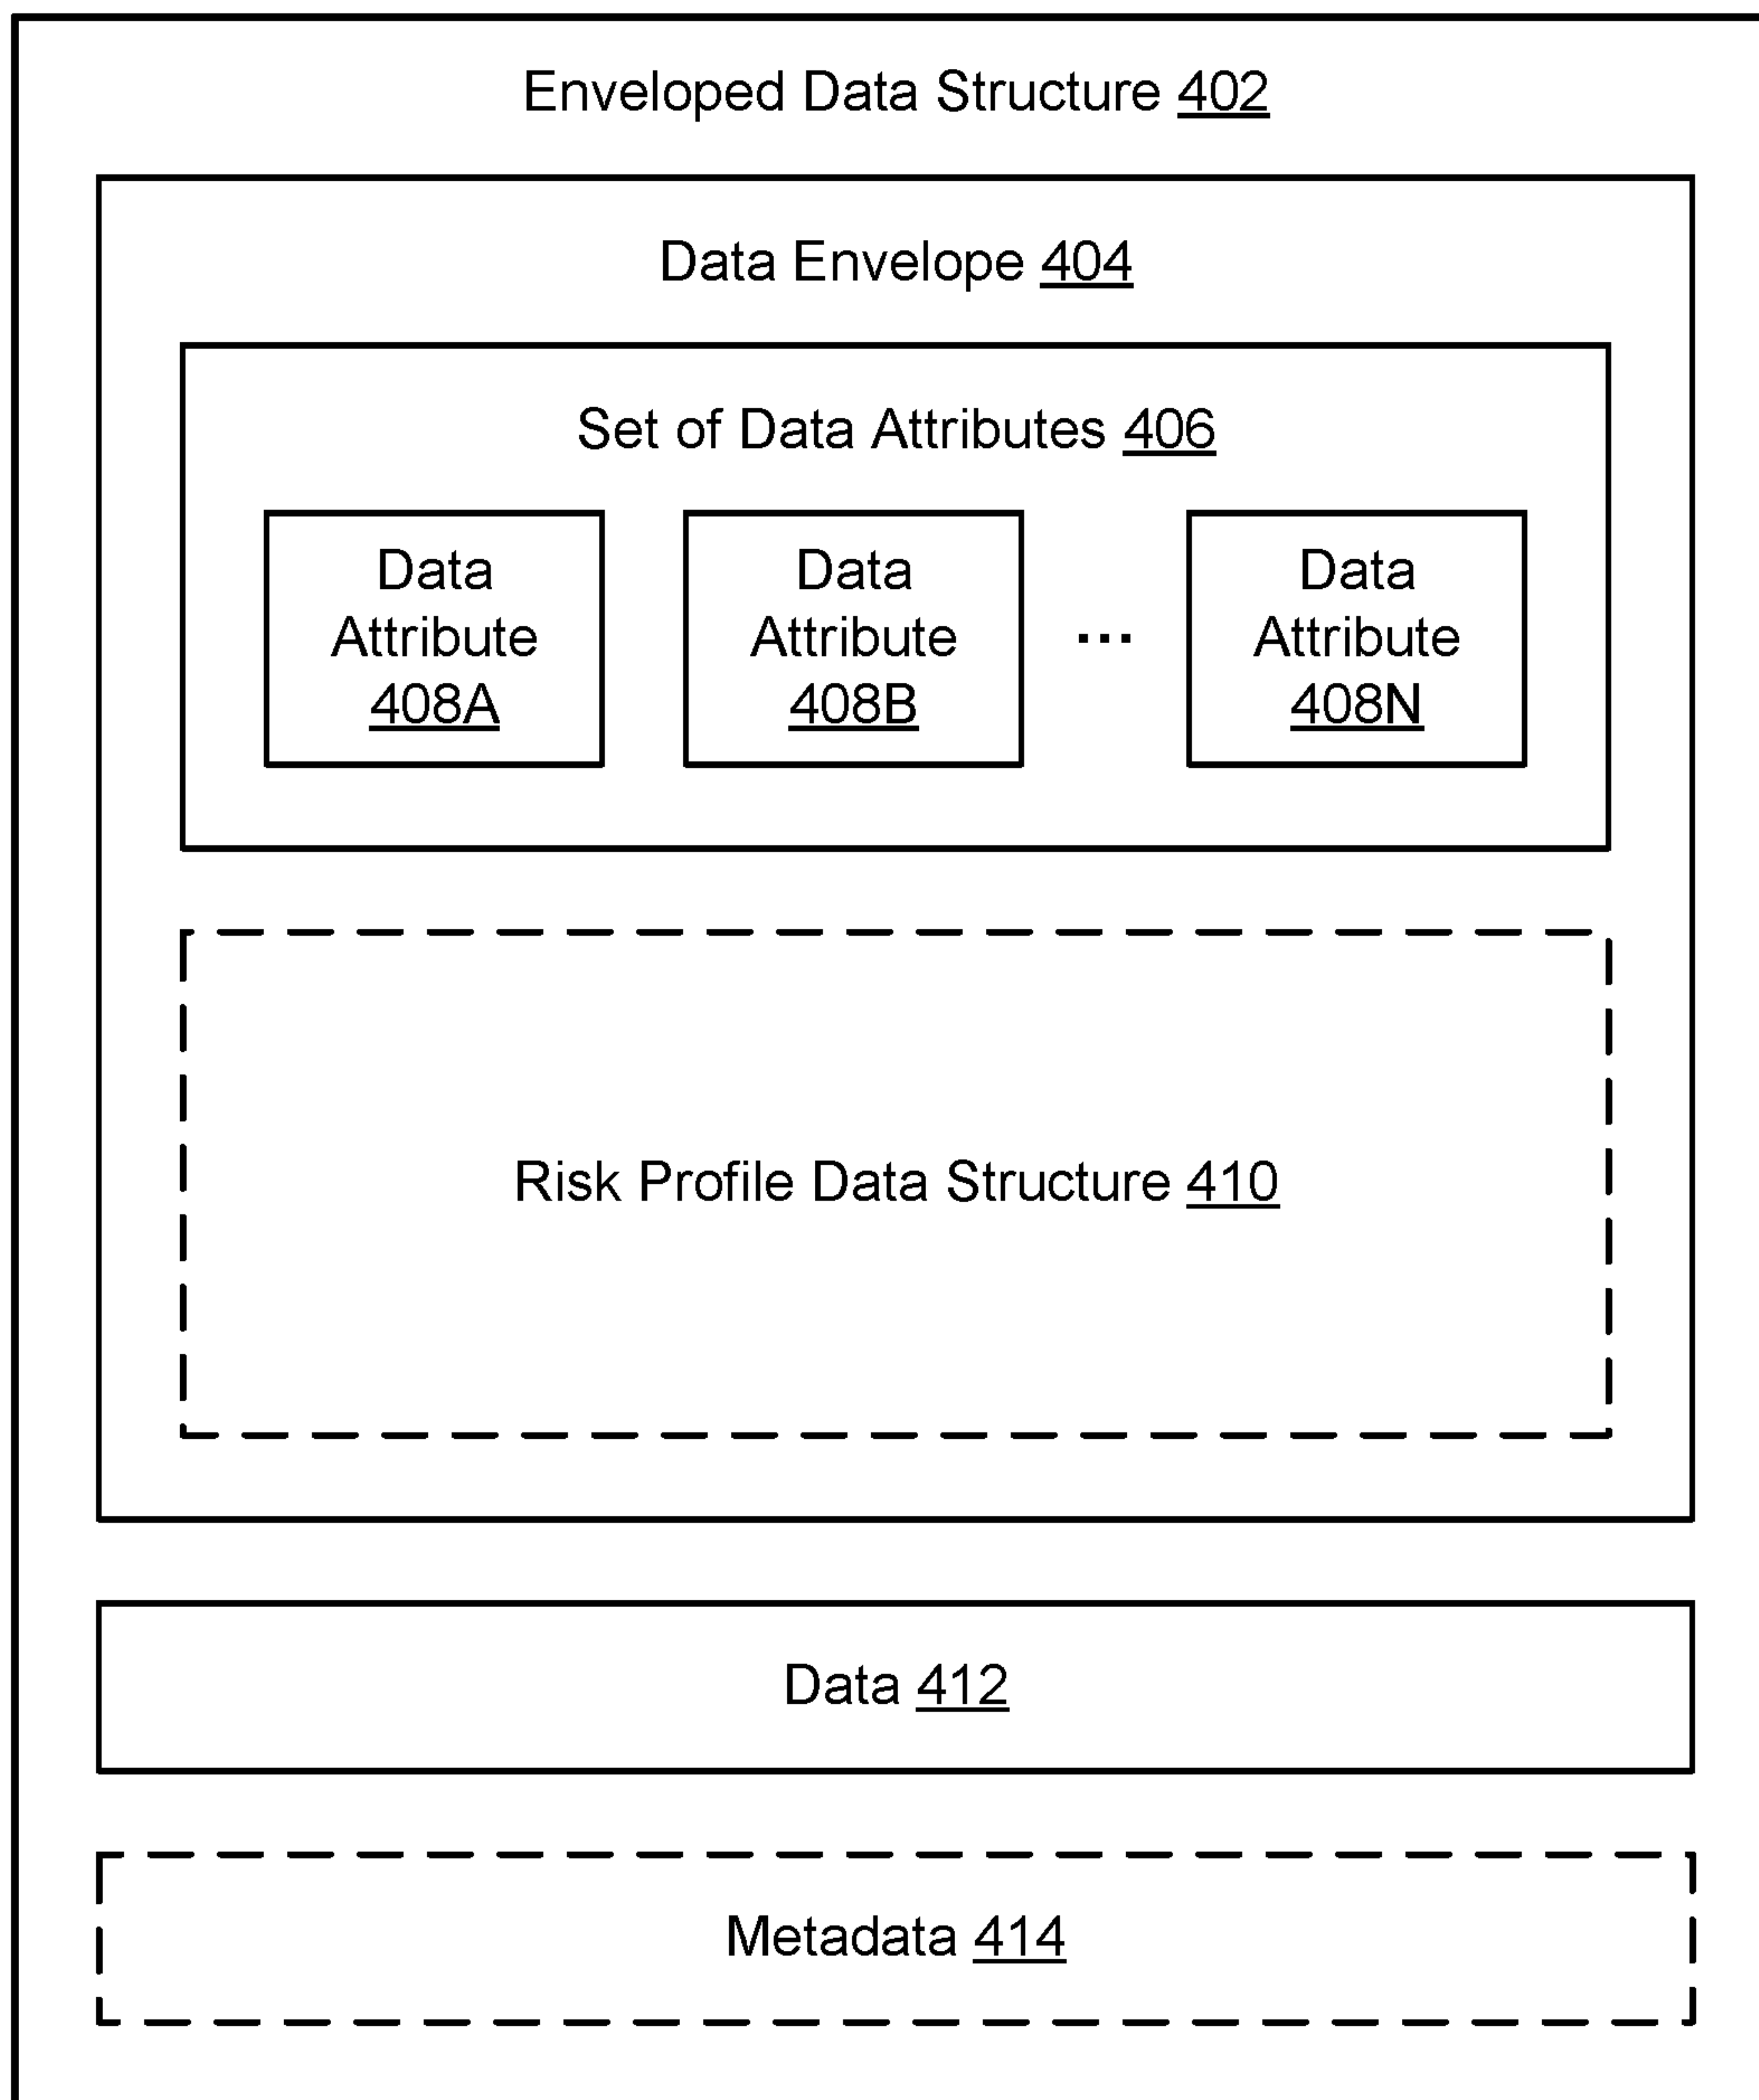 Enveloped Data Structure 402
Data Envelope 404
Set of Data Attributes 406
Data
Attribute
408A
Data
Attribute
408B
...
Data
Attribute
408N
Risk Profile Data Structure 410
Data 412
Metadata 414